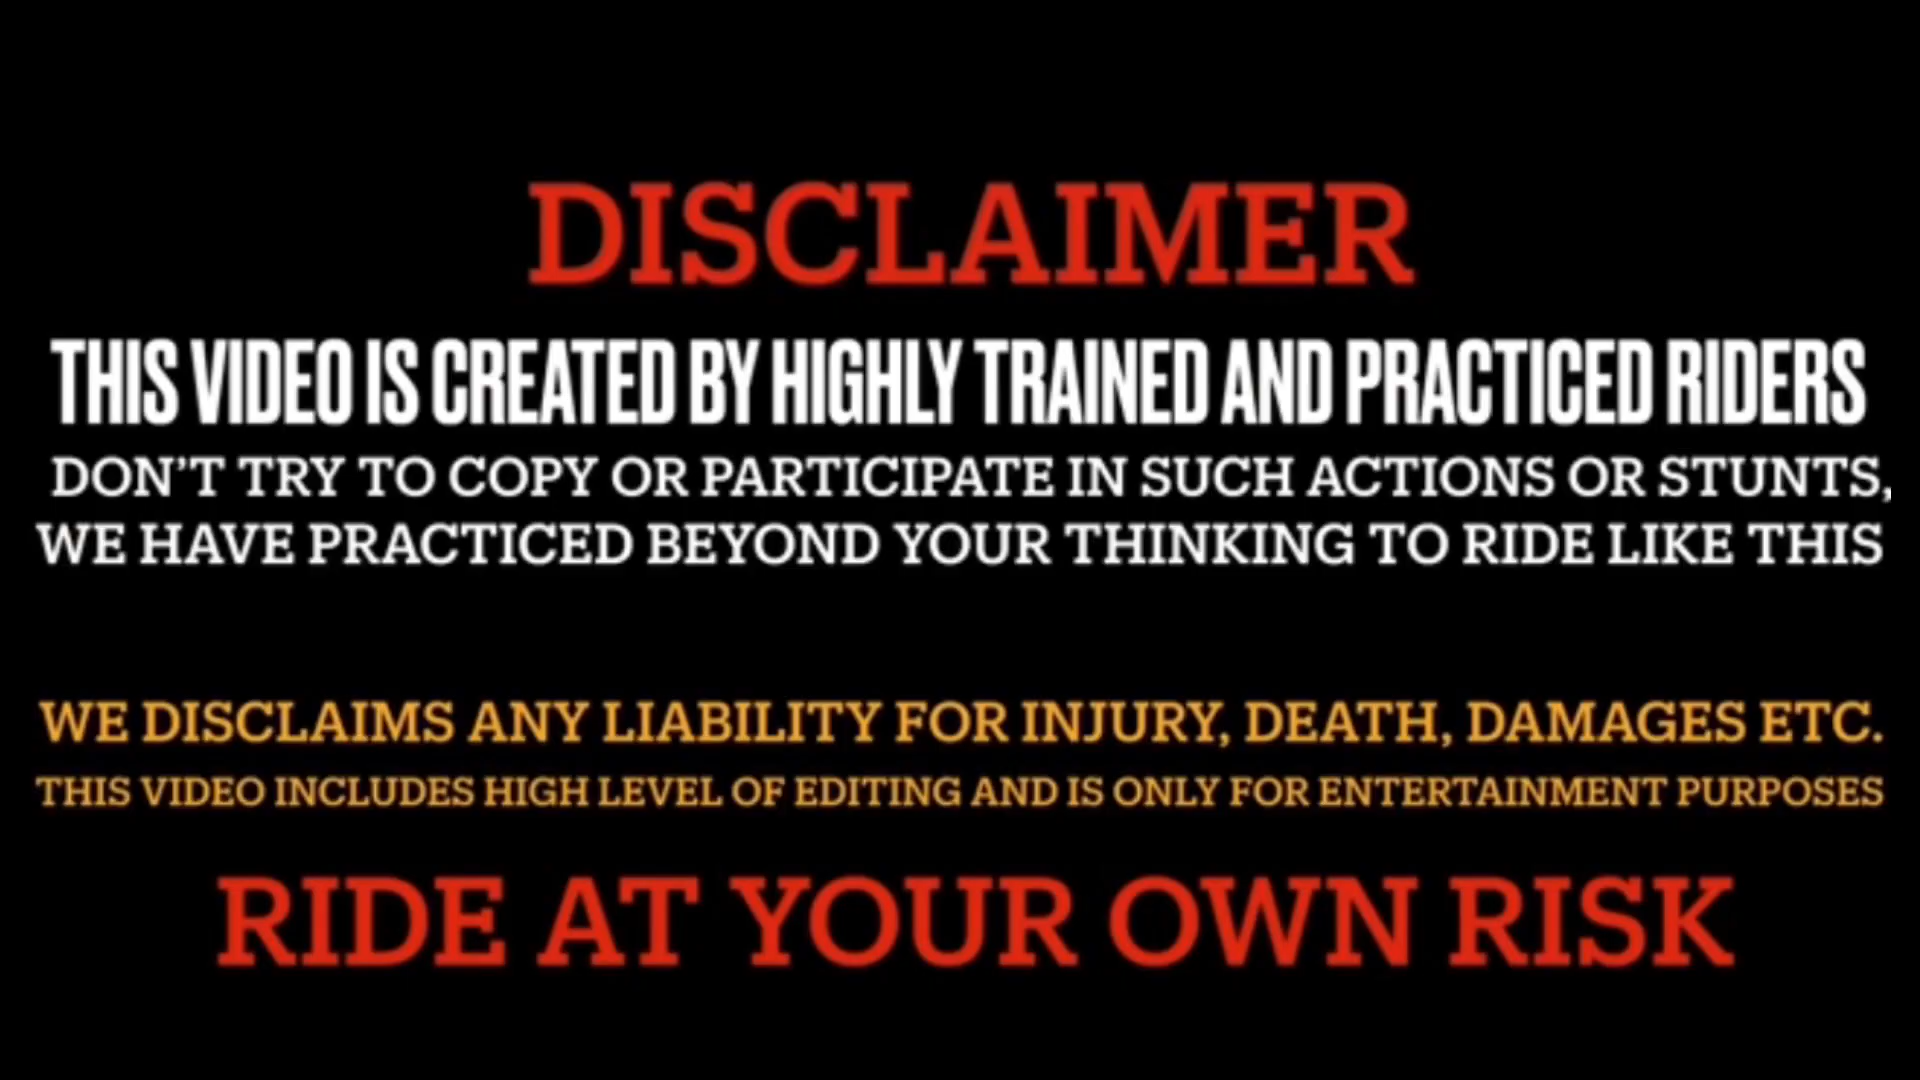 DISCLAIMER
THIS VIDEO IS CREATED BY HIGHLY TRAINED AND PRACTICED RIDERS
DON'T TRY TO COPY OR PARTICIPATE IN SUCH ACTIONS OR STUNTS,
WE HAVE PRACTICED BEYOND YOUR THINKING TO RIDE LIKE THIS
WE DISCLAIMS ANY LIABILITY FOR INJURY, DEATH, DAMAGES ETC.
THIS VIDEO INCLUDES HIGH LEVEL OF EDITING AND IS ONLY FOR ENTERTAINMENT PURPOSES
RIDE AT YOUR OWN RISK